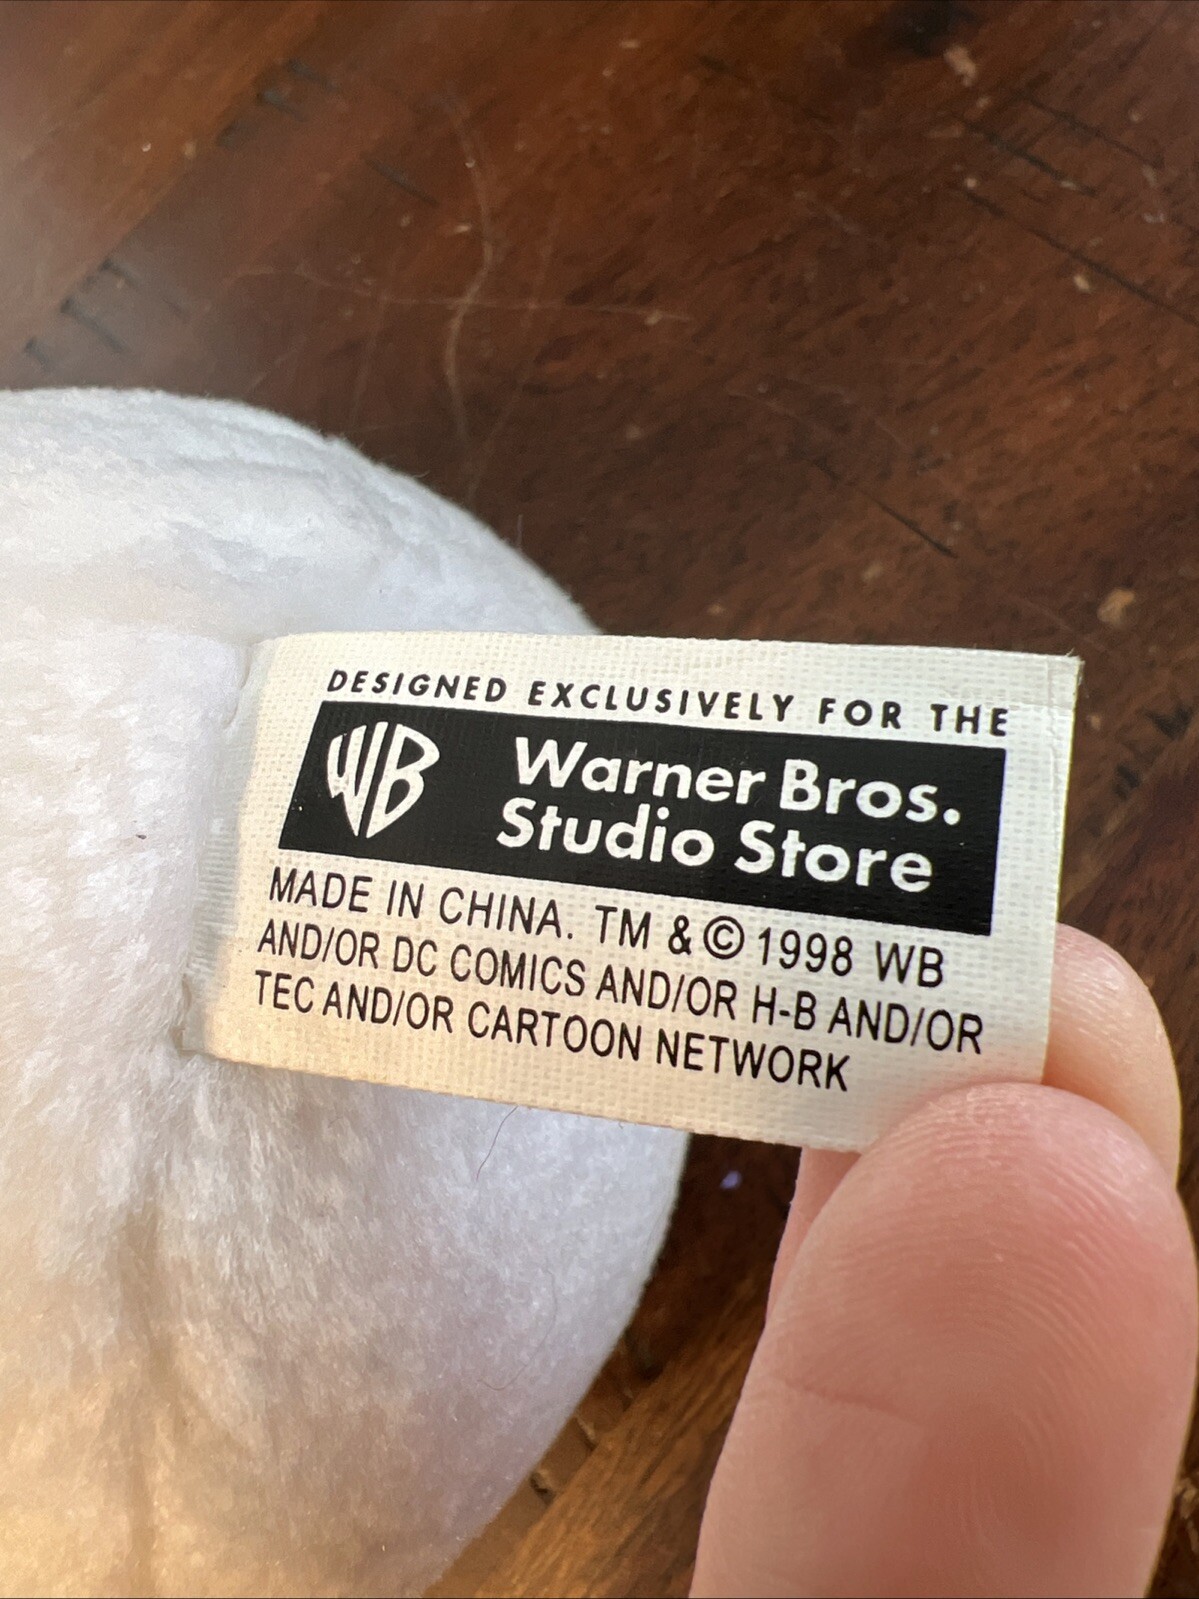 DESIGNED EXCLUSIVELY FOR THE
WB Warner Bros.
Studio Store
MADE IN CHINA. TM & © 1998 WB
AND/OR DC COMICS AND/OR H-B AND/OR
TEC AND/OR CARTOON NETWORK